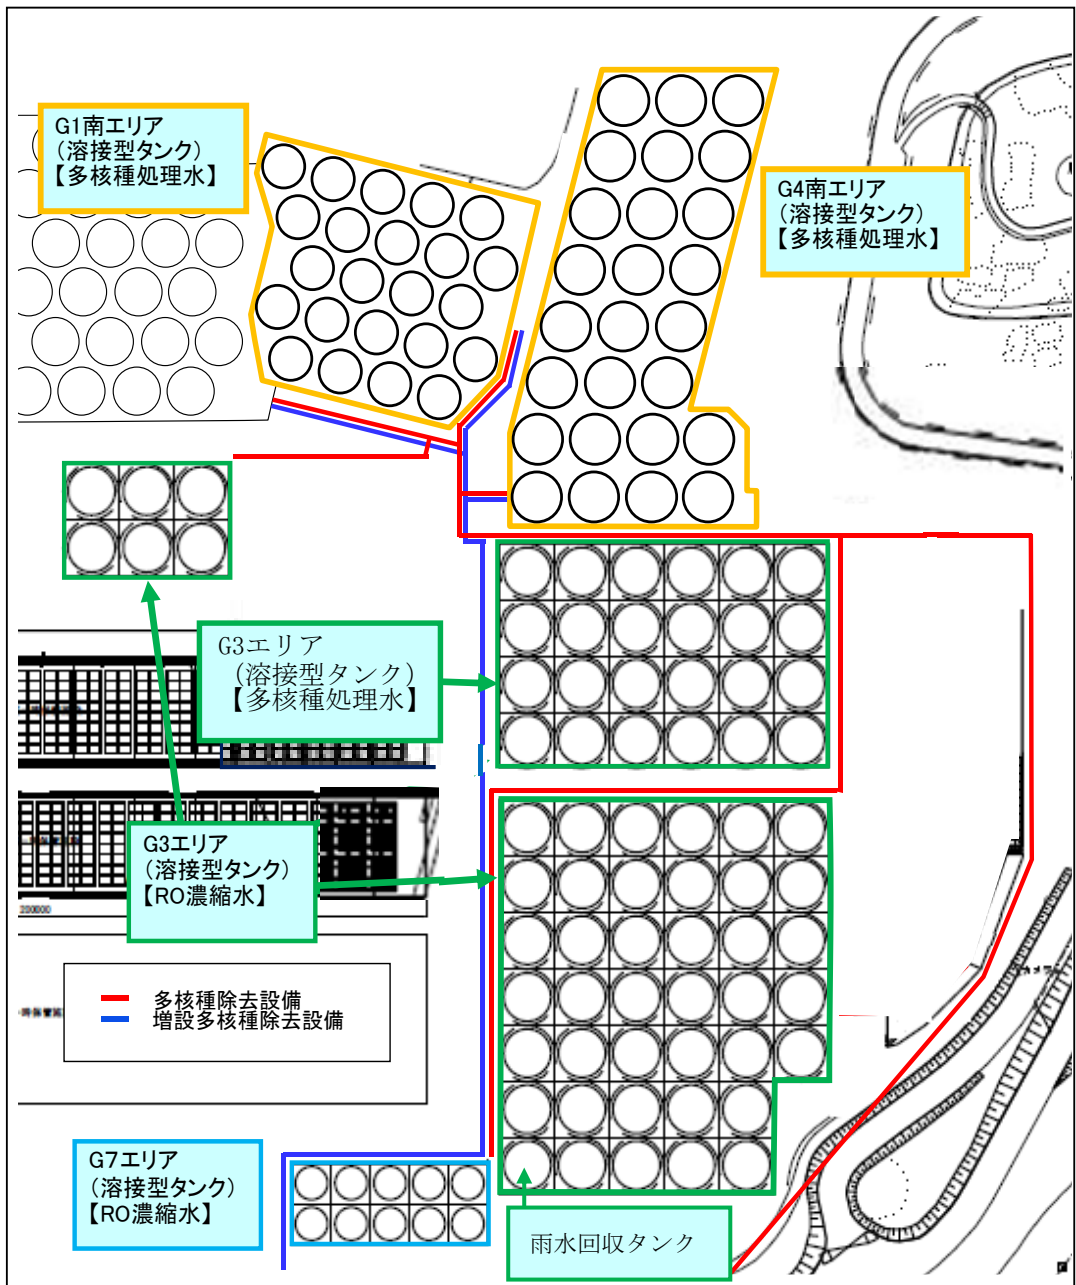 G1南エリア
(溶接型タンク)
【多核種処理水】
G4南エリア
(溶接型タンク)
【多核種処理水】
G3エリア
(溶接型タンク)
【多核種処理水】
G3エリア
(溶接型タンク)
【RO濃縮水】
多核種除去設備
増設多核種除去設備
G7エリア
(溶接型タンク)
【RO濃縮水】
雨水回収タンク